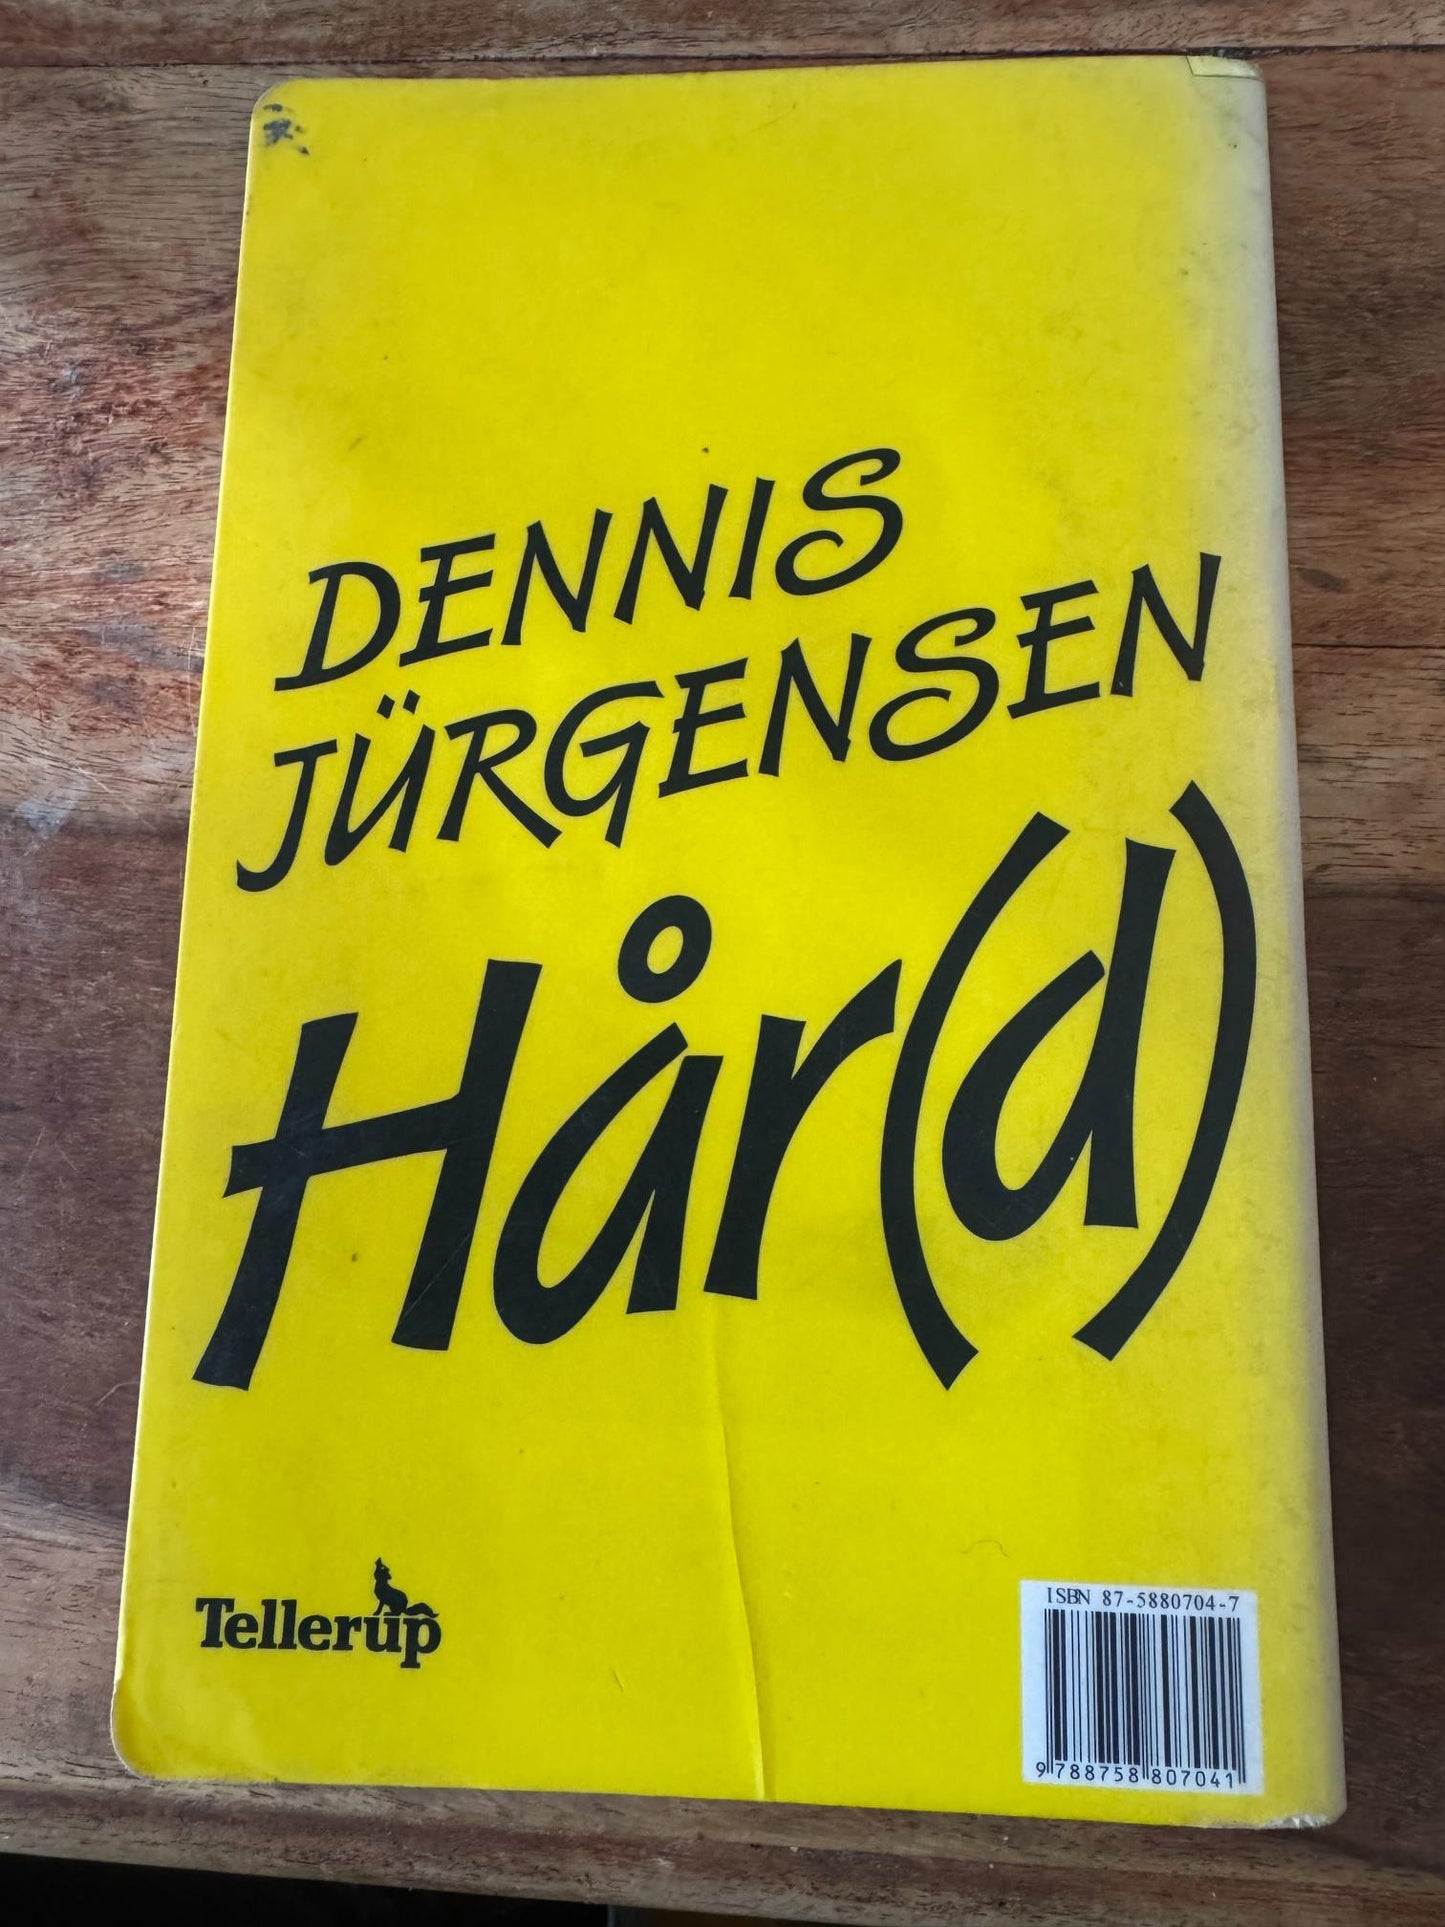 DENNIS
JÜRGENSEN
Hår(d)
Tellerup
ISBN 87-5880704-7
9 788758 807041